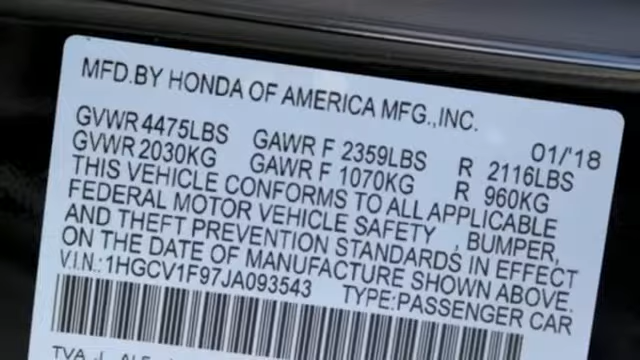 MFD.BY HONDA OF AMERICA MFG.,INC.
01/'18
GVWR 4475LBS GAWR F 2359LBS R 2116LBS
GVWR 2030KG GAWR F 1070KG R 960KG
THIS VEHICLE CONFORMS TO ALL APPLICABLE
FEDERAL MOTOR VEHICLE SAFETY , BUMPER,
AND THEFT PREVENTION STANDARDS IN EFFECT
ON THE DATE OF MANUFACTURE SHOWN ABOVE.
V.I.N.: 1HGCV1F97JA093543 TYPE:PASSENGER CAR